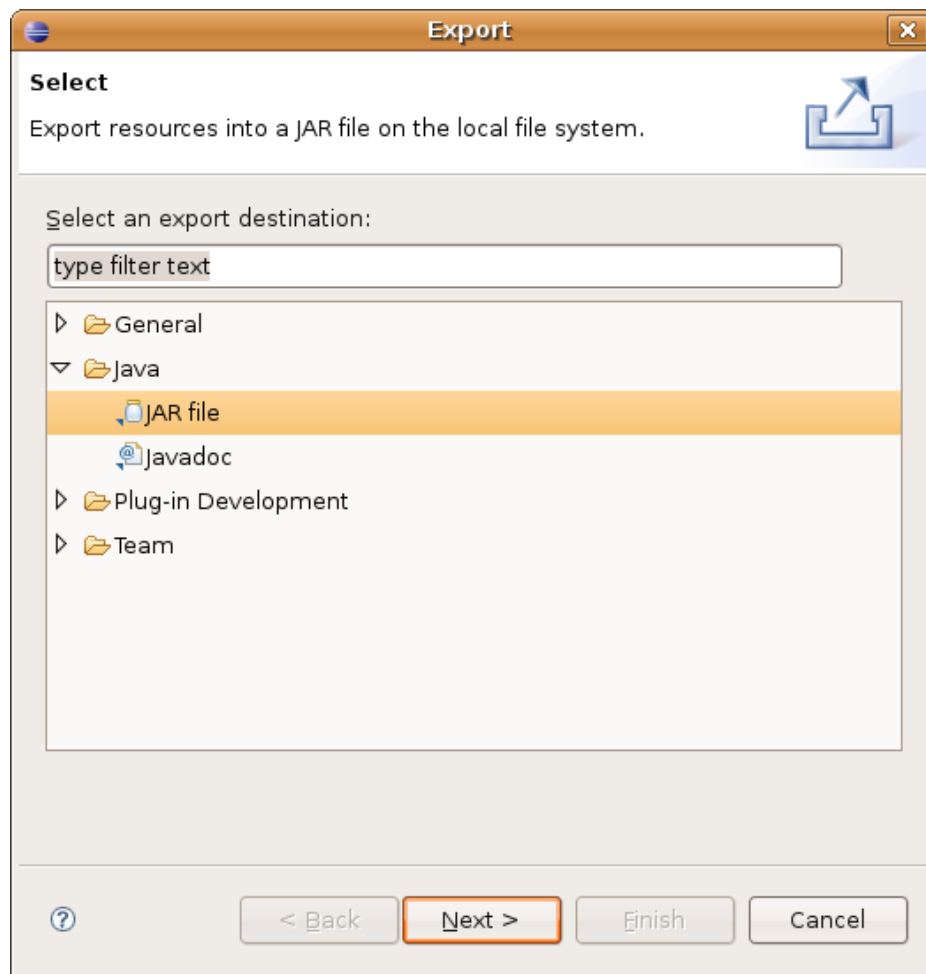 Export
Select
Export resources into a JAR file on the local file system.
Select an export destination:
type filter text
General
Java
JAR file
Javadoc
Plug-in Development
Team
< Back Next > Finish Cancel